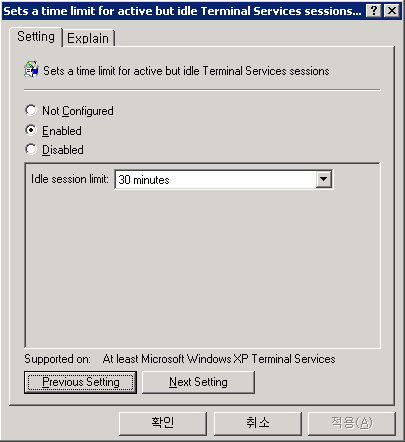 Sets a time limit for active but idle Terminal Services sessions...
Setting
Explain
Sets a time limit for active but idle Terminal Services sessions
Not Configured
Enabled
Disabled
Idle session limit: 30 minutes
Supported on: At least Microsoft Windows XP Terminal Services
Previous Setting
Next Setting
확인
취소
적용(A)